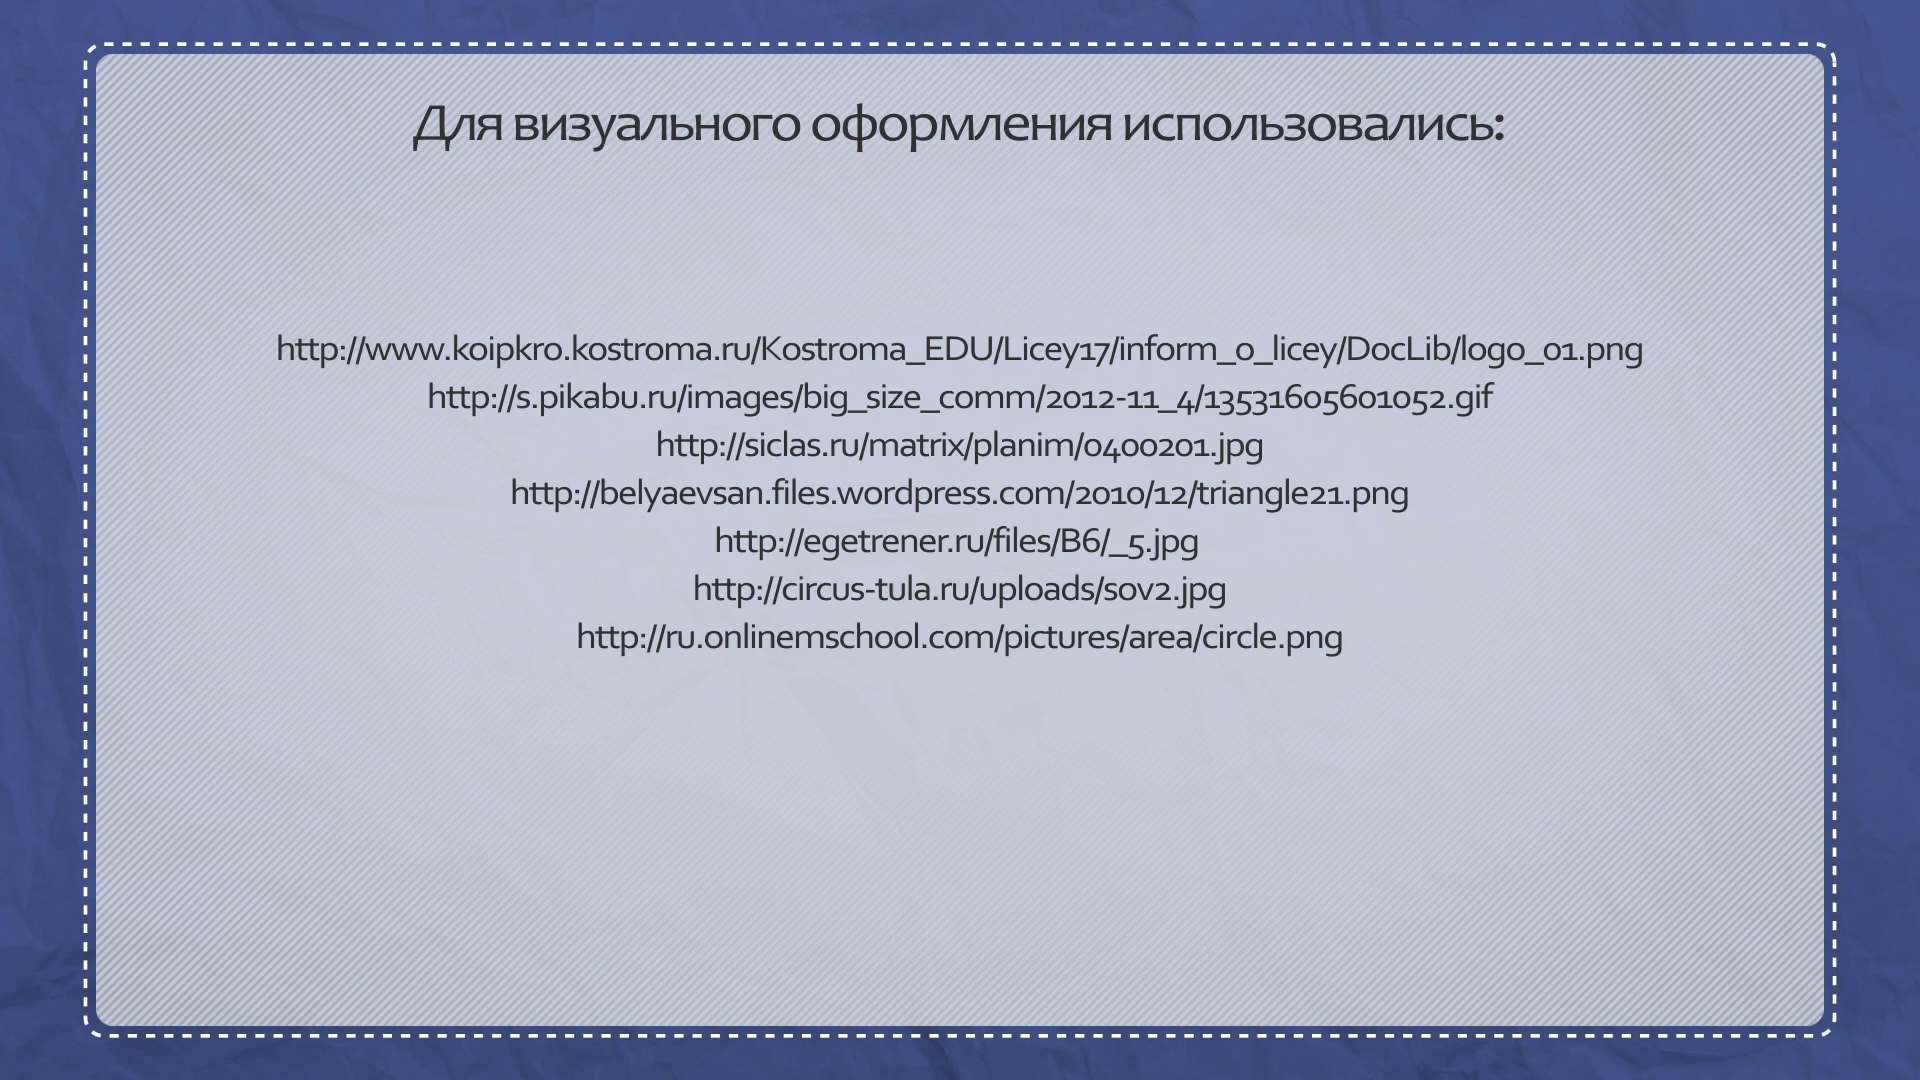 Для визуального оформления использовались:
http://www.koipkro.kostroma.ru/Kostroma_EDU/Licey17/inform_o_licey/DocLib/logo_01.png
http://s.pikabu.ru/images/big_size_comm/2012-11_4/13531605601052.gif
http://siclas.ru/matrix/planim/0400201.jpg
http://belyaevsan.files.wordpress.com/2010/12/triangle21.png
http://egetrener.ru/files/B6/_5.jpg
http://circus-tula.ru/uploads/sov2.jpg
http://ru.onlinemschool.com/pictures/area/circle.png